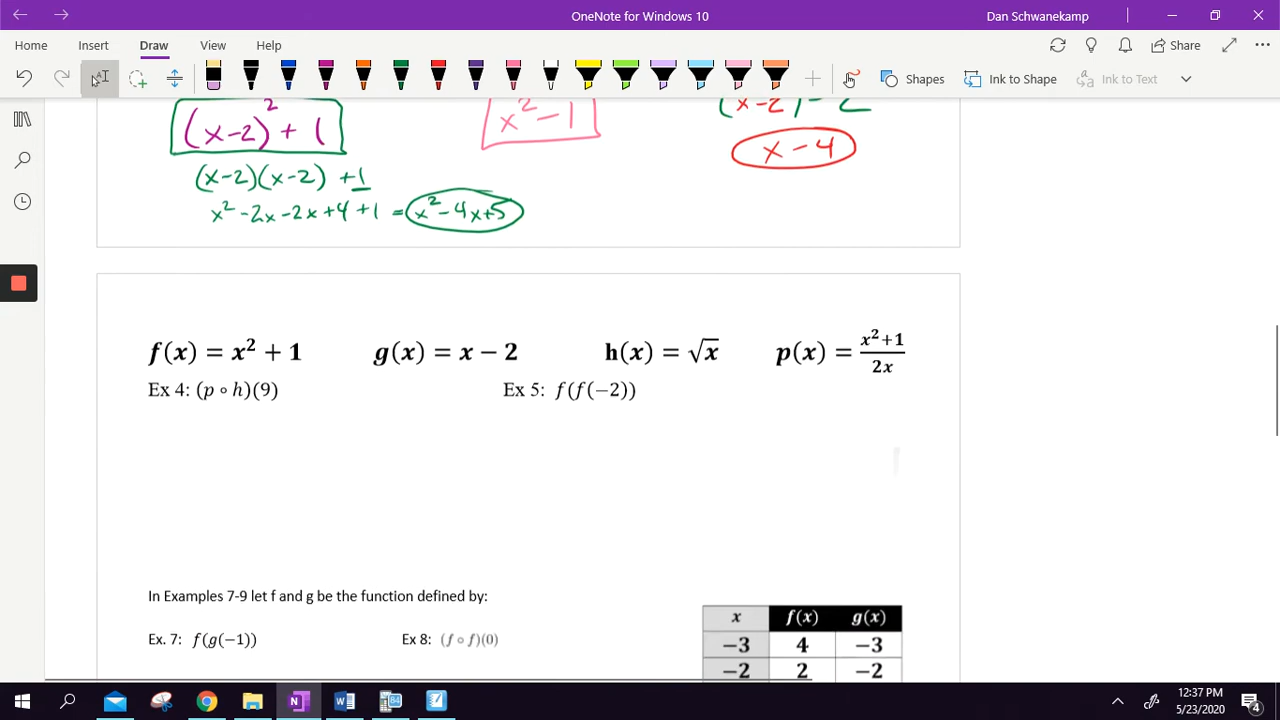 OneNote for Windows 10
Dan Schwanekamp
Home Insert Draw View Help
Share
Shapes Ink to Shape Ink to Text
(x-2)² + 1
x² - 1
(x-2) - 2
x - 4
(x-2)(x-2) + 1
x² - 2x - 2x + 4 + 1 = x² - 4x + 5
f(x) = x² + 1 g(x) = x − 2 h(x) = √x p(x) = (x²+1)/(2x)
Ex 4: (p ∘ h)(9) Ex 5: f(f(−2))
In Examples 7-9 let f and g be the function defined by:
Ex. 7: f(g(−1)) Ex 8: (f ∘ f)(0)
x f(x) g(x)
−3 4 −3
−2 2 −2
12:37 PM
5/23/2020
4